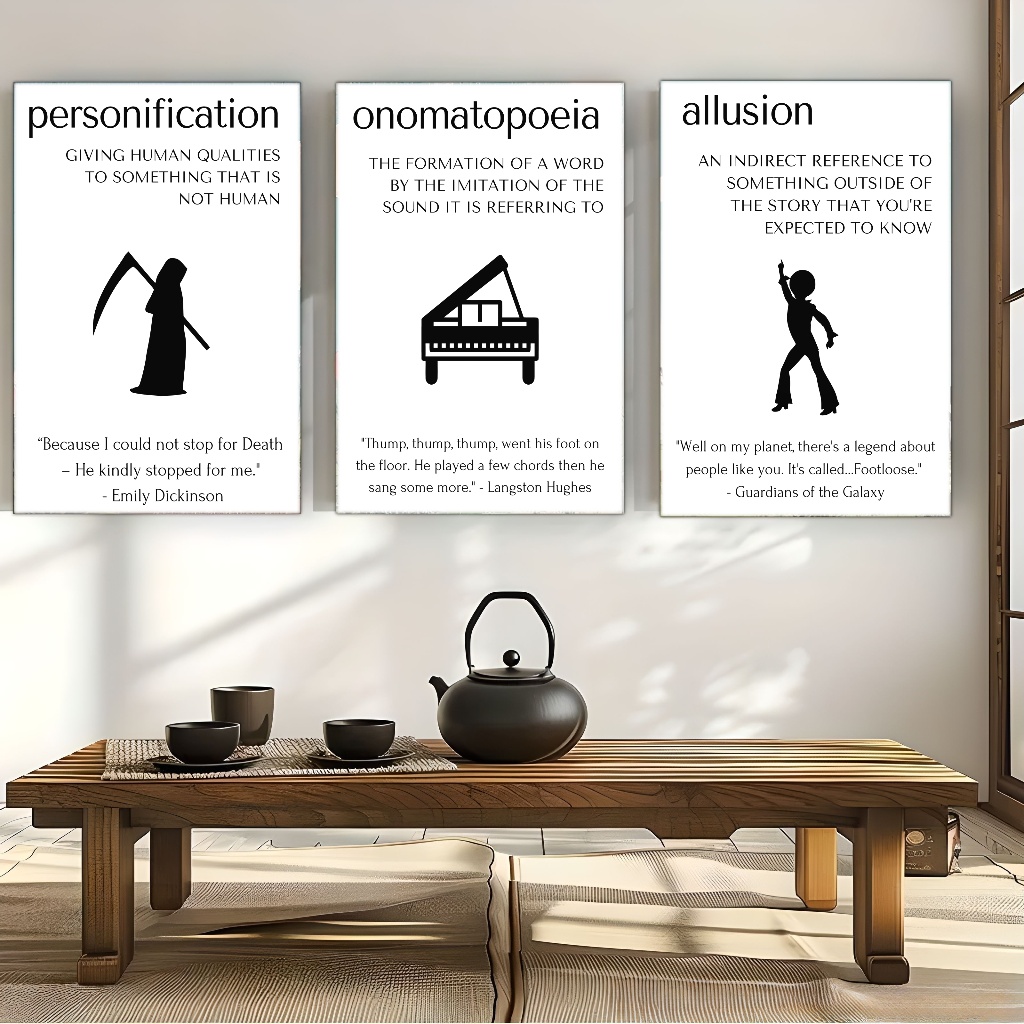 personification
GIVING HUMAN QUALITIES
TO SOMETHING THAT IS
NOT HUMAN
“Because I could not stop for Death
– He kindly stopped for me."
- Emily Dickinson
onomatopoeia
THE FORMATION OF A WORD
BY THE IMITATION OF THE
SOUND IT IS REFERRING TO
"Thump, thump, thump, went his foot on
the floor. He played a few chords then he
sang some more." - Langston Hughes
allusion
AN INDIRECT REFERENCE TO
SOMETHING OUTSIDE OF
THE STORY THAT YOU'RE
EXPECTED TO KNOW
"Well on my planet, there's a legend about
people like you. It's called...Footloose."
- Guardians of the Galaxy